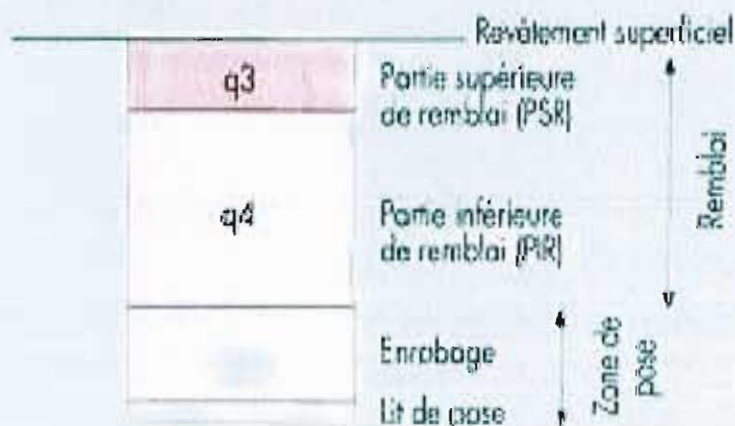 Revêtement superficiel
q3
Partie supérieure
de remblai (PSR)
Remblai
q4
Partie inférieure
de remblai (PIR)
Enrobage
Zone de
pose
Lit de pose